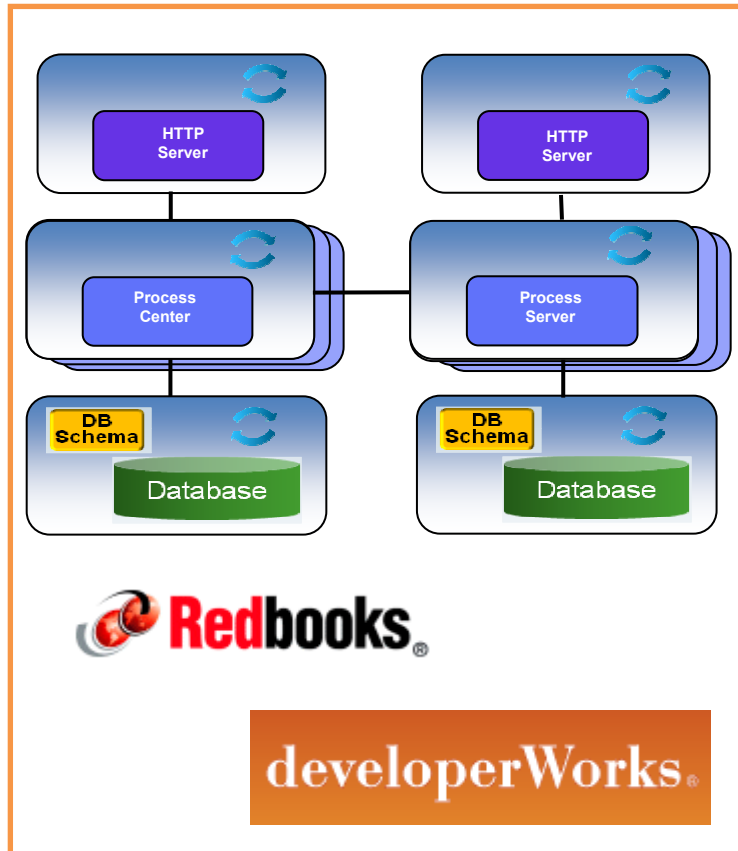 HTTP
Server
HTTP
Server
Process
Center
Process
Server
DB
Schema
Database
DB
Schema
Database
Redbooks®
developerWorks®